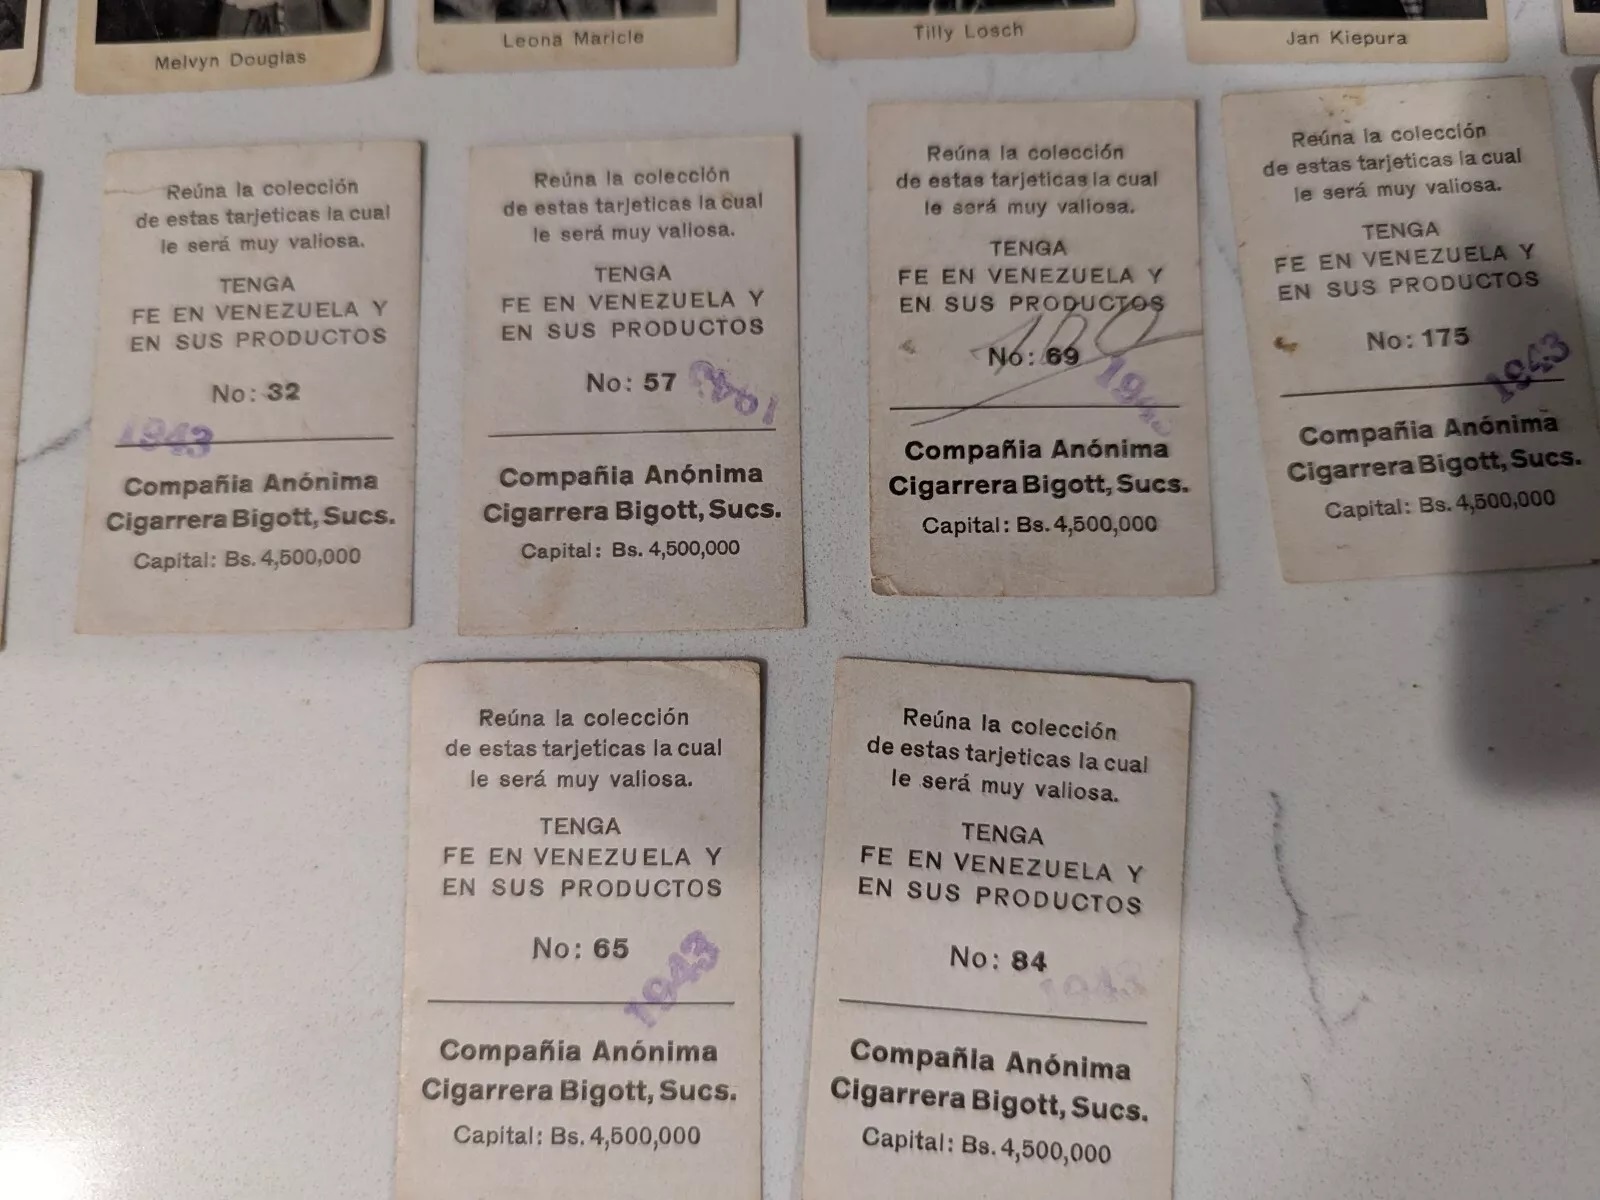 Melvyn Douglas
Leona Maricle
Tilly Losch
Jan Kiepura
Reúna la colección
de estas tarjeticas la cual
le será muy valiosa.
TENGA
FE EN VENEZUELA Y
EN SUS PRODUCTOS
No: 32
1943
Compañia Anónima
Cigarrera Bigott, Sucs.
Capital: Bs. 4,500,000
Reúna la colección
de estas tarjeticas la cual
le será muy valiosa.
TENGA
FE EN VENEZUELA Y
EN SUS PRODUCTOS
No: 57
1943
Compañia Anónima
Cigarrera Bigott, Sucs.
Capital: Bs. 4,500,000
Reúna la colección
de estas tarjeticas la cual
le será muy valiosa.
TENGA
FE EN VENEZUELA Y
EN SUS PRODUCTOS
No: 69
1943
Compañia Anónima
Cigarrera Bigott, Sucs.
Capital: Bs. 4,500,000
Reúna la colección
de estas tarjeticas la cual
le será muy valiosa.
TENGA
FE EN VENEZUELA Y
EN SUS PRODUCTOS
No: 175
1943
Compañia Anónima
Cigarrera Bigott, Sucs.
Capital: Bs. 4,500,000
Reúna la colección
de estas tarjeticas la cual
le será muy valiosa.
TENGA
FE EN VENEZUELA Y
EN SUS PRODUCTOS
No: 65
1943
Compañia Anónima
Cigarrera Bigott, Sucs.
Capital: Bs. 4,500,000
Reúna la colección
de estas tarjeticas la cual
le será muy valiosa.
TENGA
FE EN VENEZUELA Y
EN SUS PRODUCTOS
No: 84
1943
Compañia Anónima
Cigarrera Bigott, Sucs.
Capital: Bs. 4,500,000